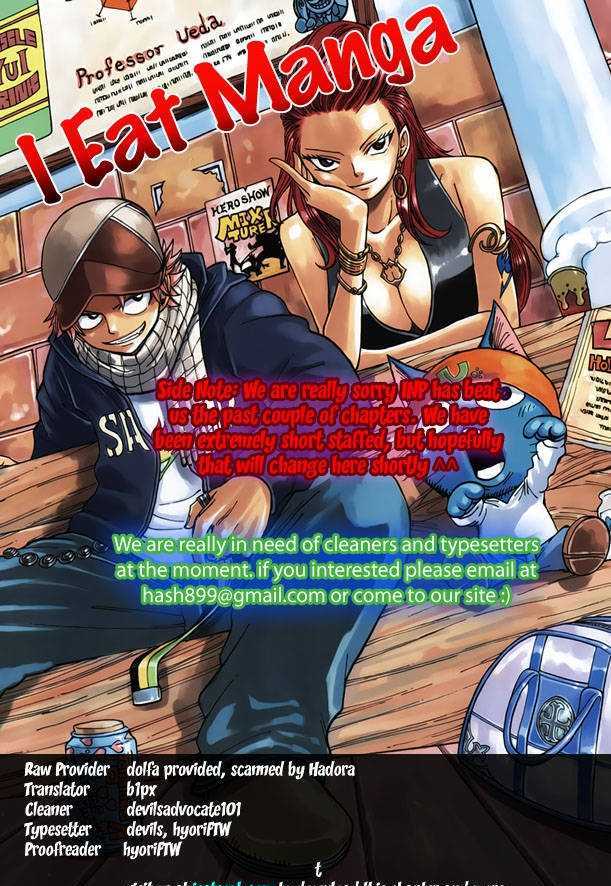 Professor Ueda
I Eat Manga
HERO SHOW
MIX
TURE
Side Note: We are really sorry IMP has beat
us the past couple of chapters. We have
been extremely short staffed, but hopefully
that will change here shortly ^^
We are really in need of cleaners and typesetters
at the moment. if you interested please email at
hash899@gmail.com or come to our site :)
Raw Provider dolfa provided, scanned by Hadora
Translator b1px
Cleaner devilsadvocate101
Typesetter devils, hyoriFTW
Proofreader hyoriFTW
t